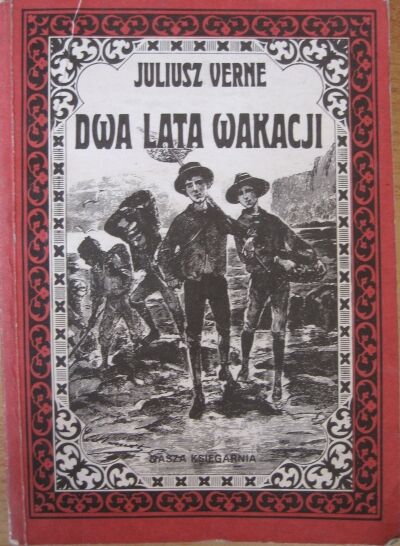 JULIUSZ VERNE
DWA LATA WAKACJI
NASZA KSIĘGARNIA